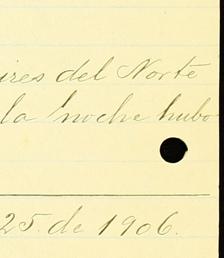 ires del Norte
la noche hubo
25. de 1906.